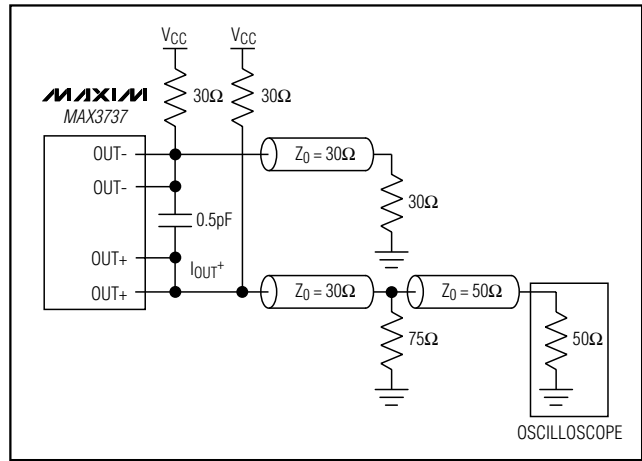 VCC VCC
30Ω 30Ω
MAXIM
MAX3737
OUT- Z0 = 30Ω
OUT-
30Ω
0.5pF
OUT+ IOUT+
OUT+ Z0 = 30Ω Z0 = 50Ω
75Ω 50Ω
OSCILLOSCOPE